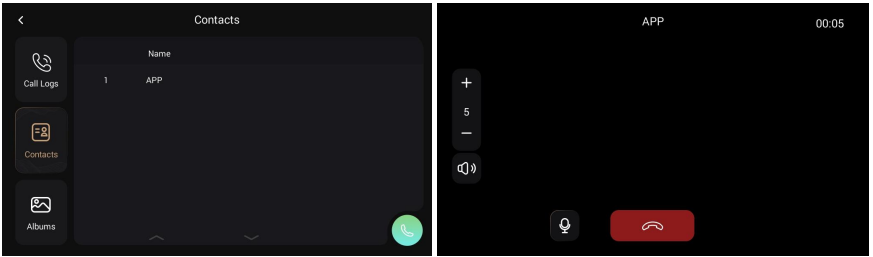 Contacts
Call Logs
Name
1 APP
Contacts
Albums
APP
00:05
+
5
−